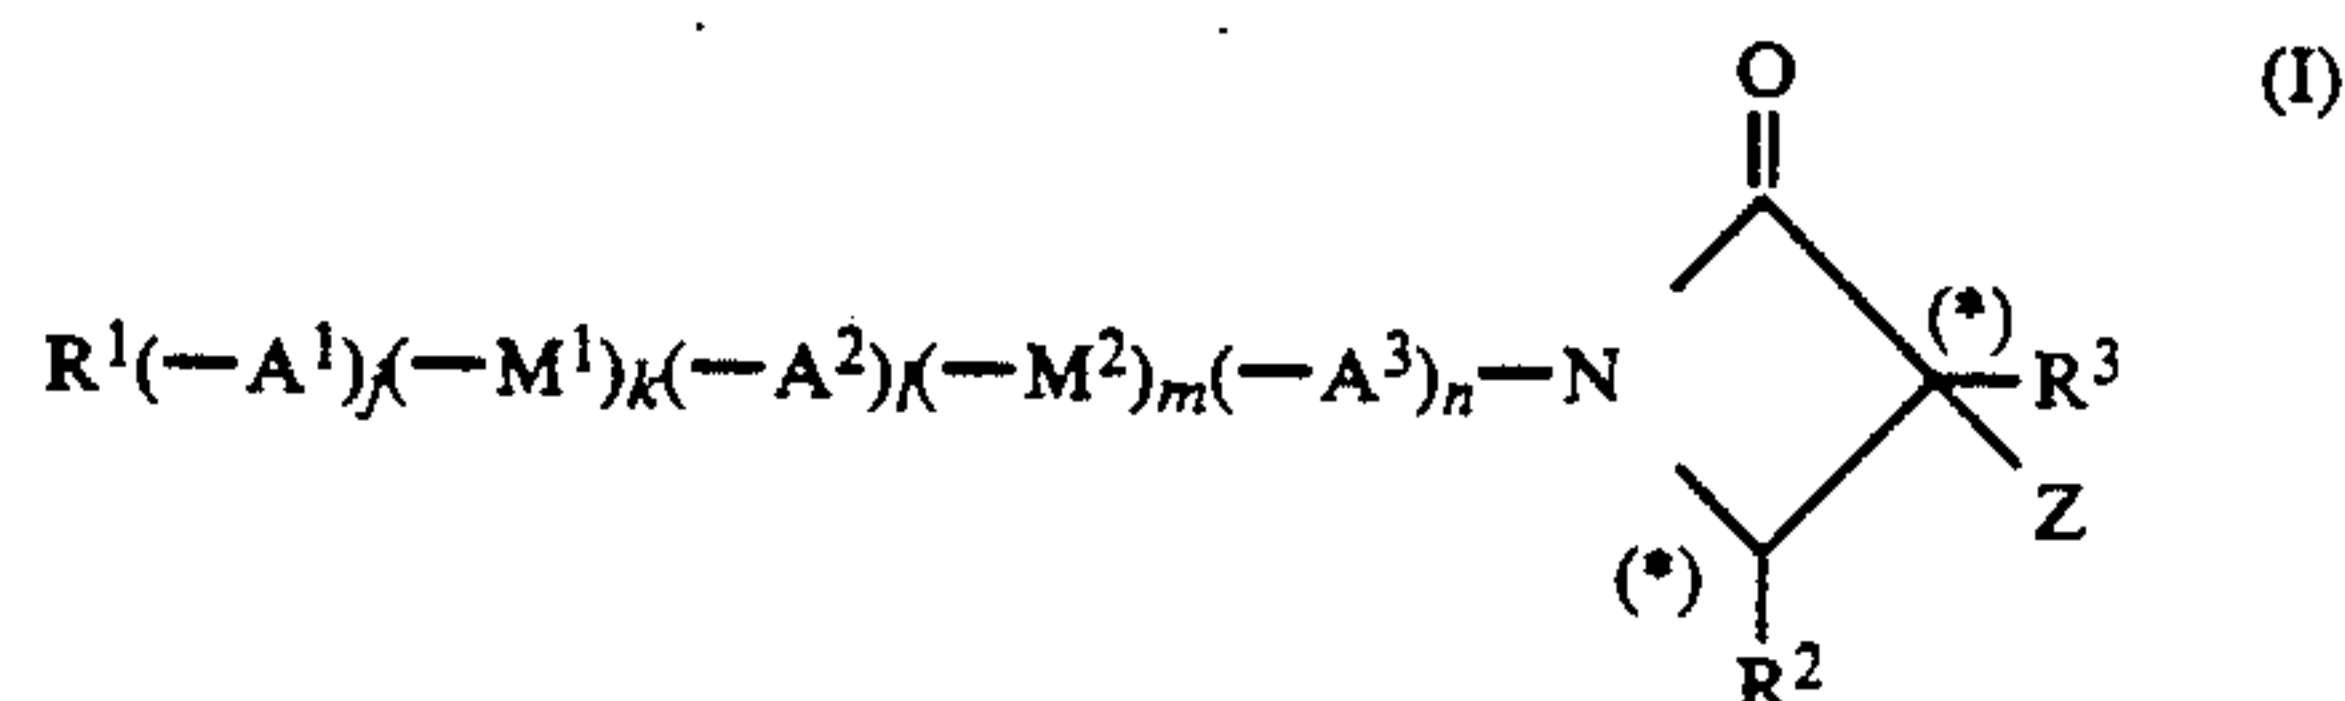 O (I)
R¹(—A¹)j(—M¹)k(—A²)l(—M²)m(—A³)n—N (*) R³
Z
(*)
R²